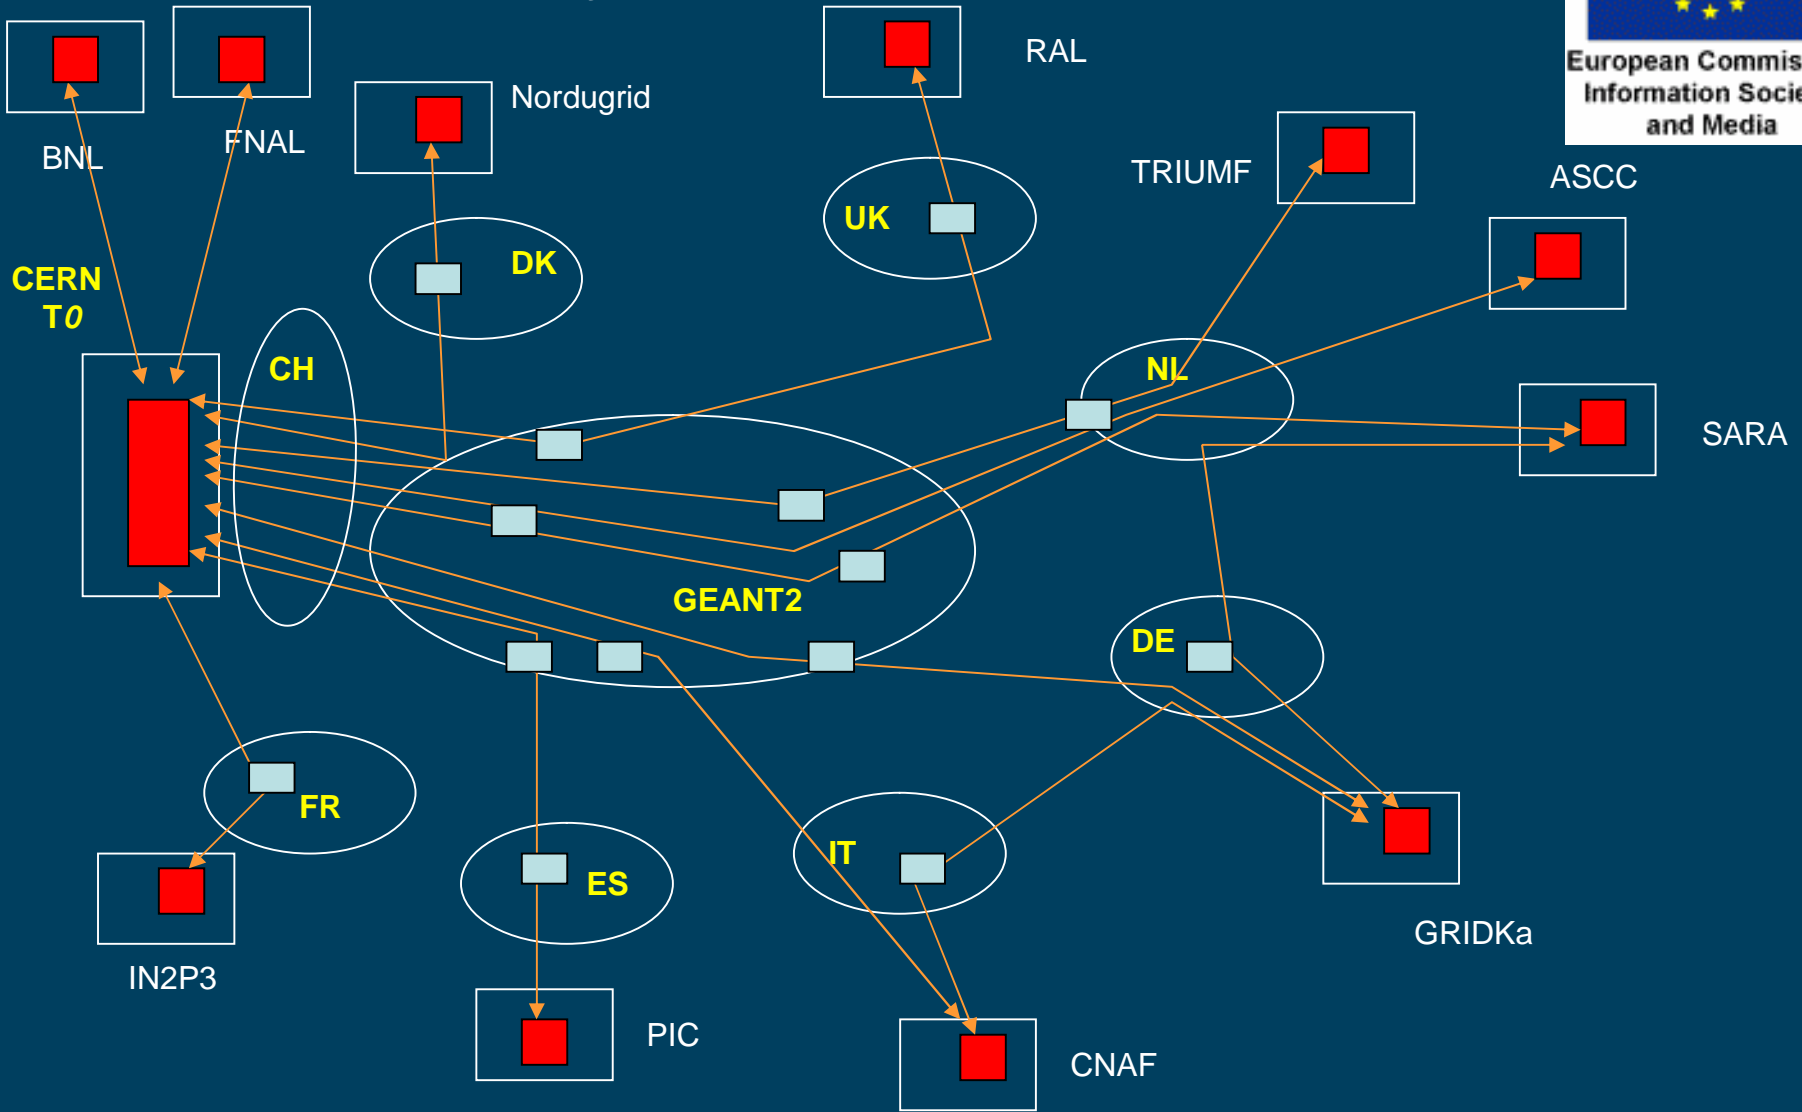 RAL
European Commis
Information Socie
and Media
Nordugrid
FNAL
BNL
TRIUMF
ASCC
UK
DK
CERN
T0
CH
NL
SARA
GEANT2
DE
FR
IT
ES
GRIDKa
IN2P3
PIC
CNAF